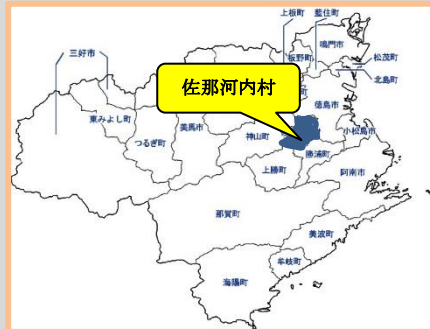 上板町
藍住町
鳴門市
三好市
板野町
松茂町
北島町
佐那河内村
町
徳島市
東みよし町
つるぎ町
美馬市
神山町
小松島市
勝浦町
上勝町
阿南市
那賀町
美波町
牟岐町
海陽町